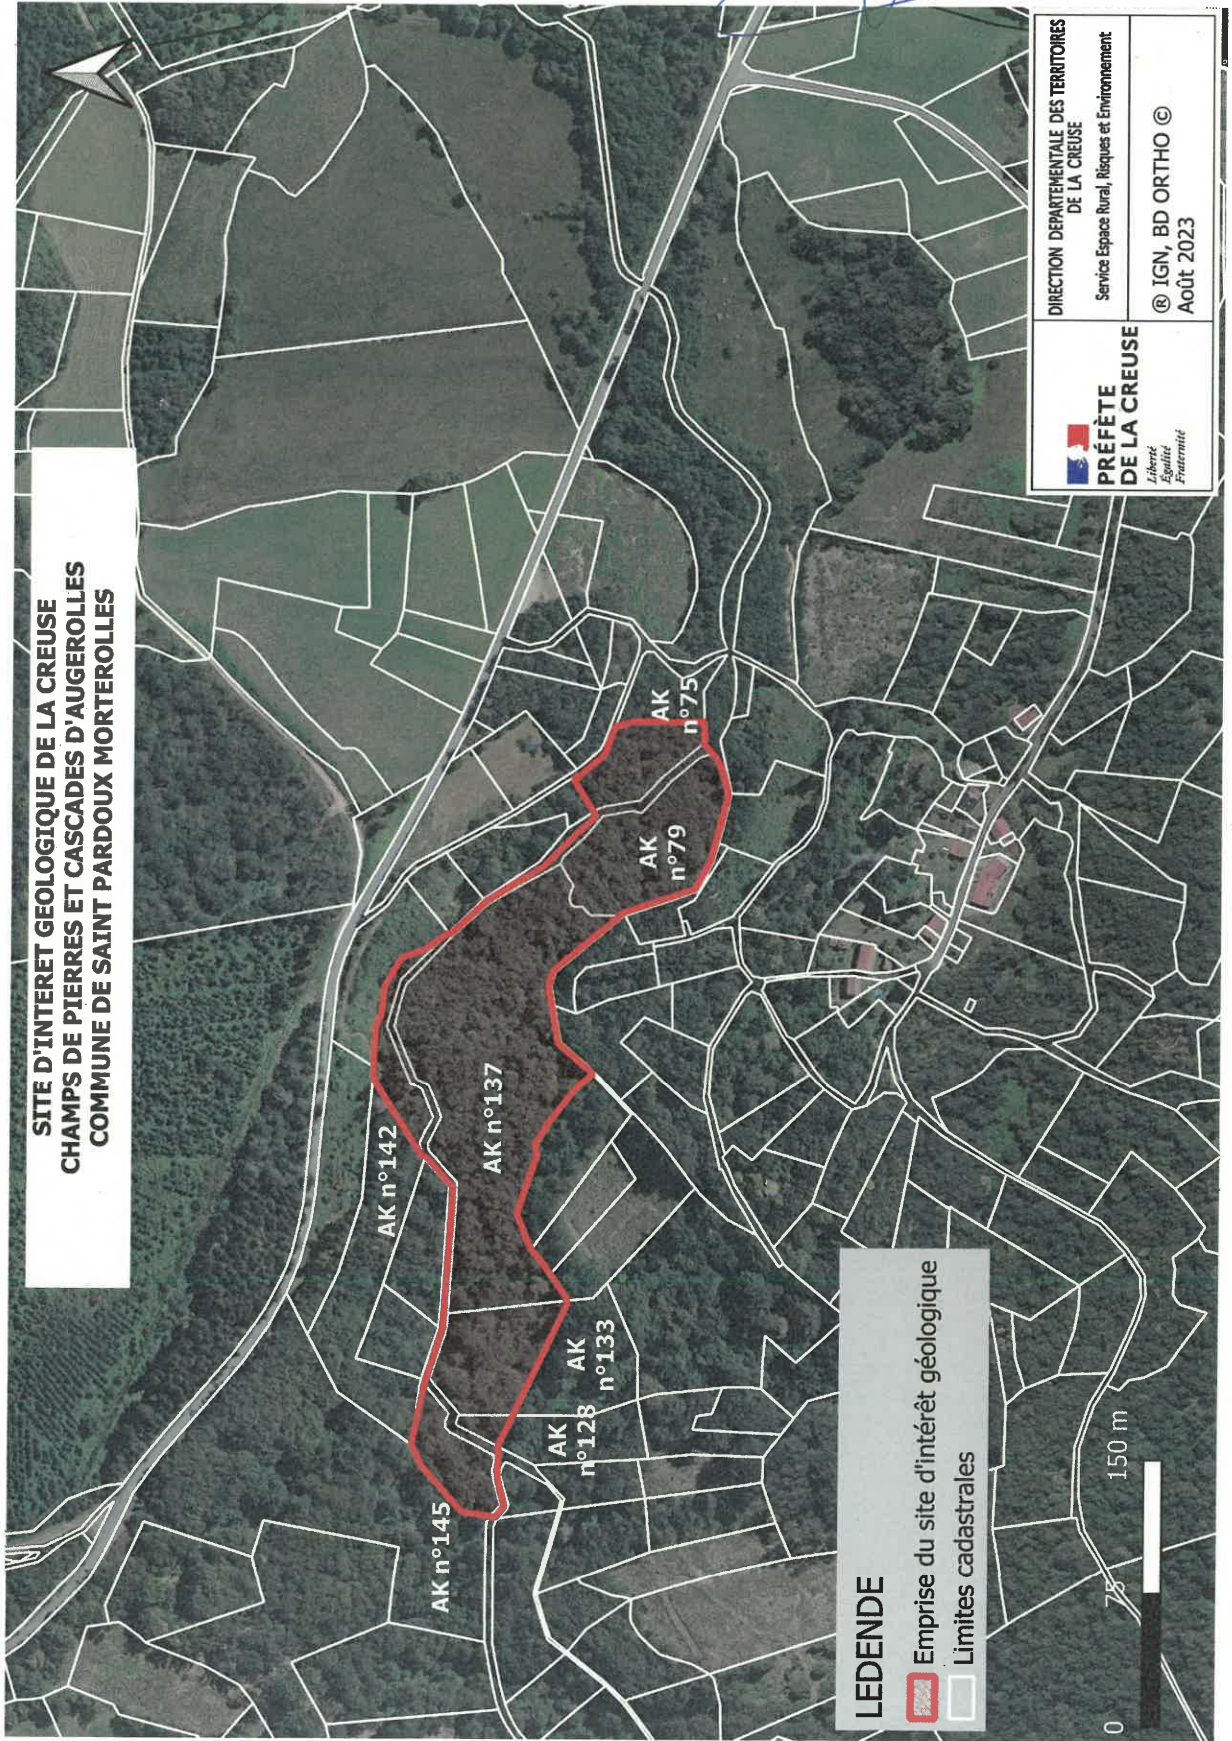 SITE D'INTERET GEOLOGIQUE DE LA CREUSE
CHAMPS DE PIERRES ET CASCADES D'AUGEROLLES
COMMUNE DE SAINT PARDOUX MORTEROLLES
AK n°145
AK n°142
AK n°137
AK
n°128
AK
n°133
AK
n°79
AK
n°75
LEDENDE
Emprise du site d'intérêt géologique
Limites cadastrales
0
75
150 m
PRÉFÈTE
DE LA CREUSE
Liberté
Égalité
Fraternité
DIRECTION DEPARTEMENTALE DES TERRITOIRES
DE LA CREUSE
Service Espace Rural, Risques et Environnement
® IGN, BD ORTHO ©
Août 2023